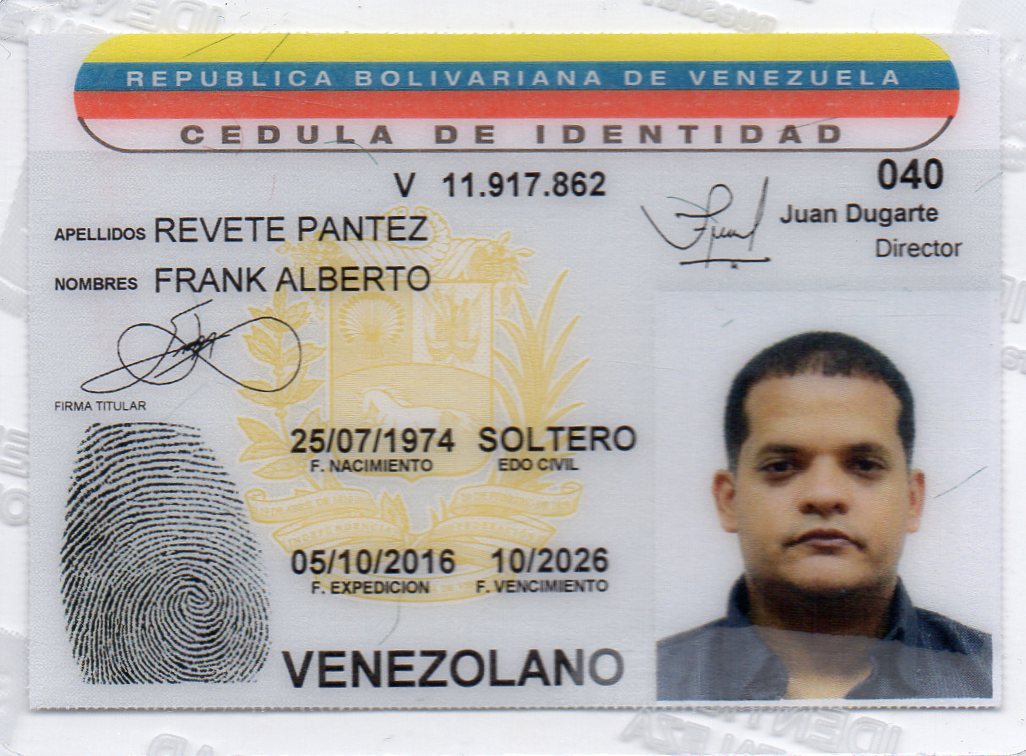 REPUBLICA BOLIVARIANA DE VENEZUELA
CEDULA DE IDENTIDAD
V 11.917.862
040
Juan Dugarte
Director
APELLIDOS REVETE PANTEZ
NOMBRES FRANK ALBERTO
FIRMA TITULAR
25/07/1974 SOLTERO
F. NACIMIENTO EDO CIVIL
05/10/2016 10/2026
F. EXPEDICION F. VENCIMIENTO
VENEZOLANO